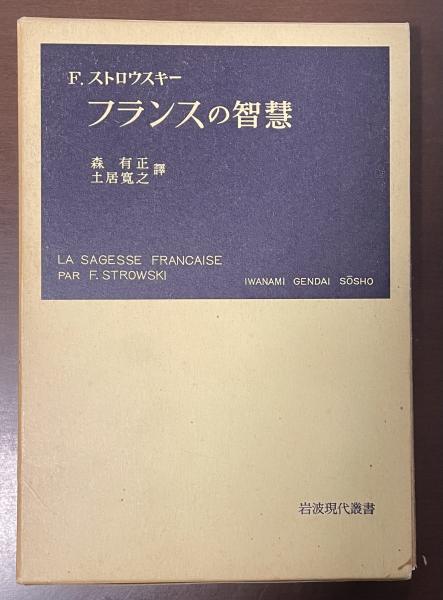 F. ストロウスキー
フランスの智慧
森 有正
土居寛之 譯
LA SAGESSE FRANCAISE
PAR F. STROWSKI
IWANAMI GENDAI SŌSHO
岩波現代叢書